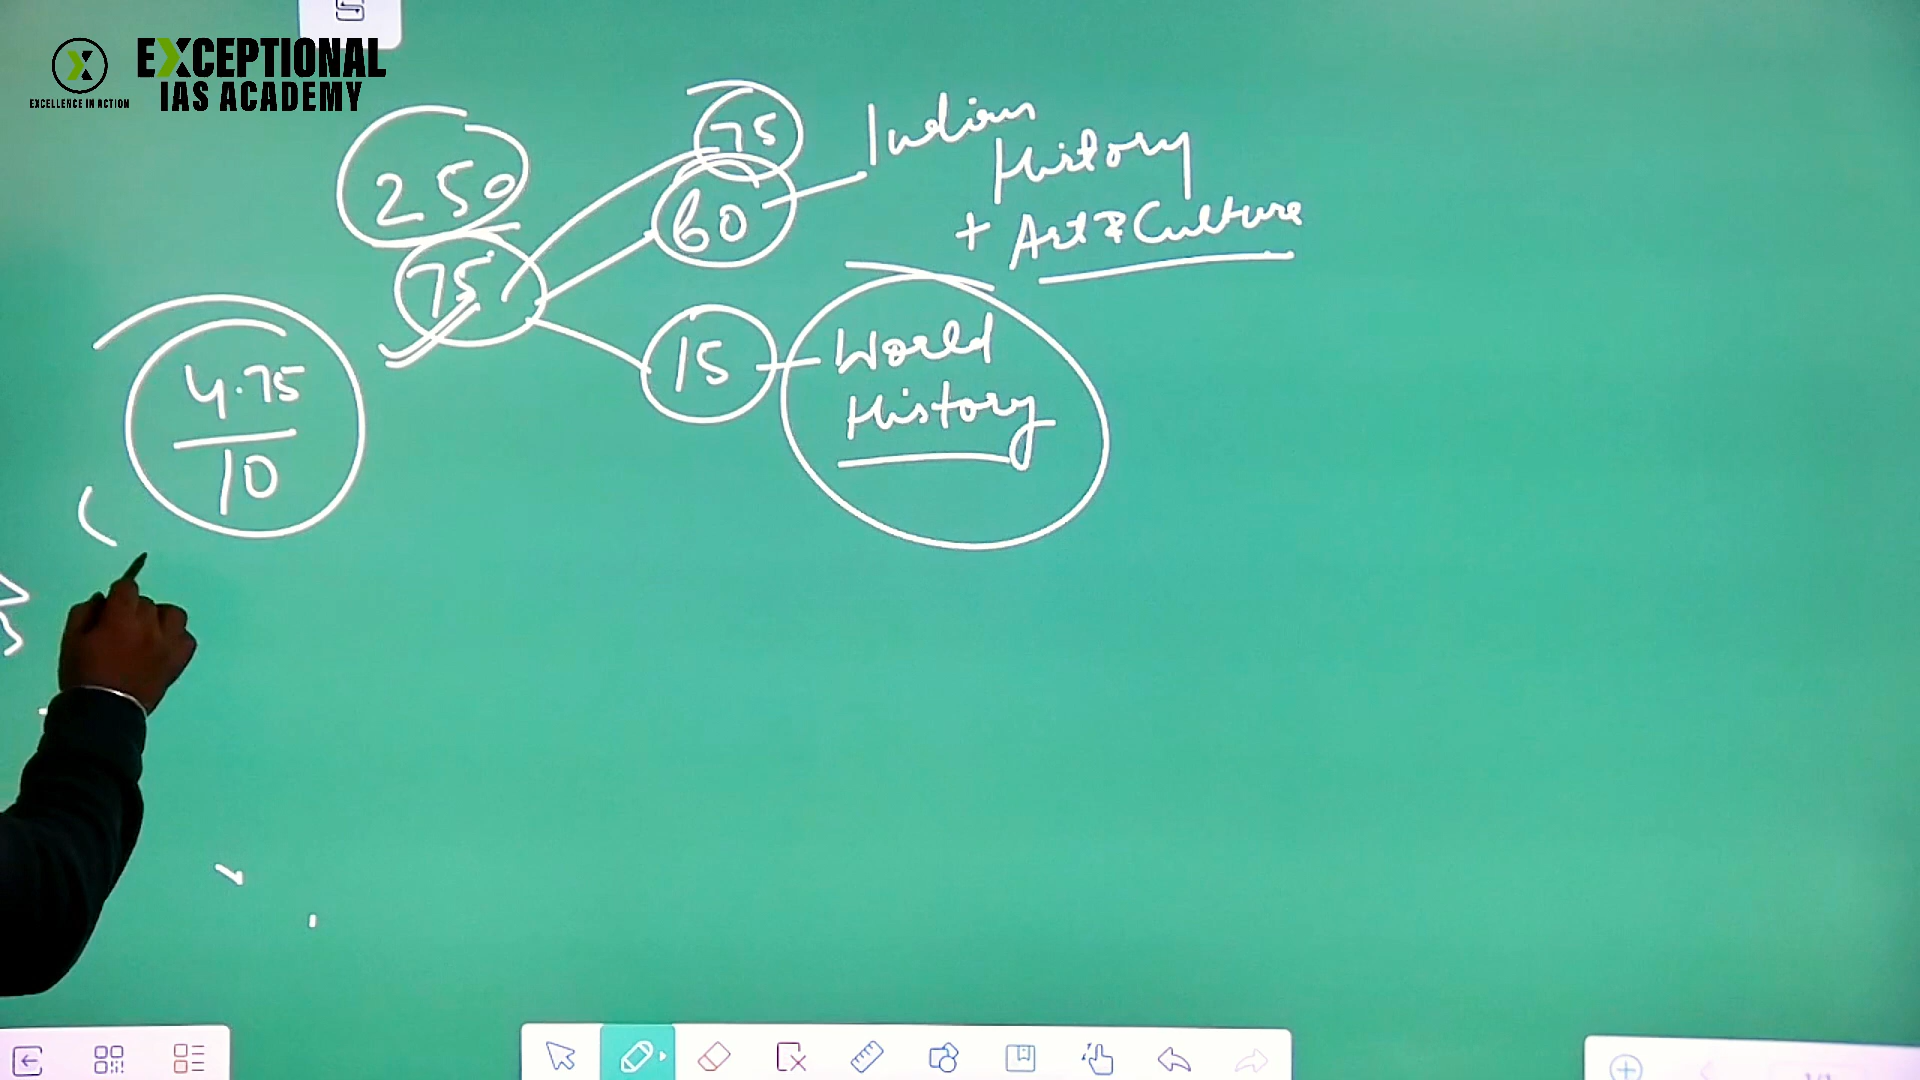 EXCEPTIONAL
IAS ACADEMY
EXCELLENCE IN ACTION
250
75
75
60
Indian
History
+ Art & Culture
15
World
History
4.75
10